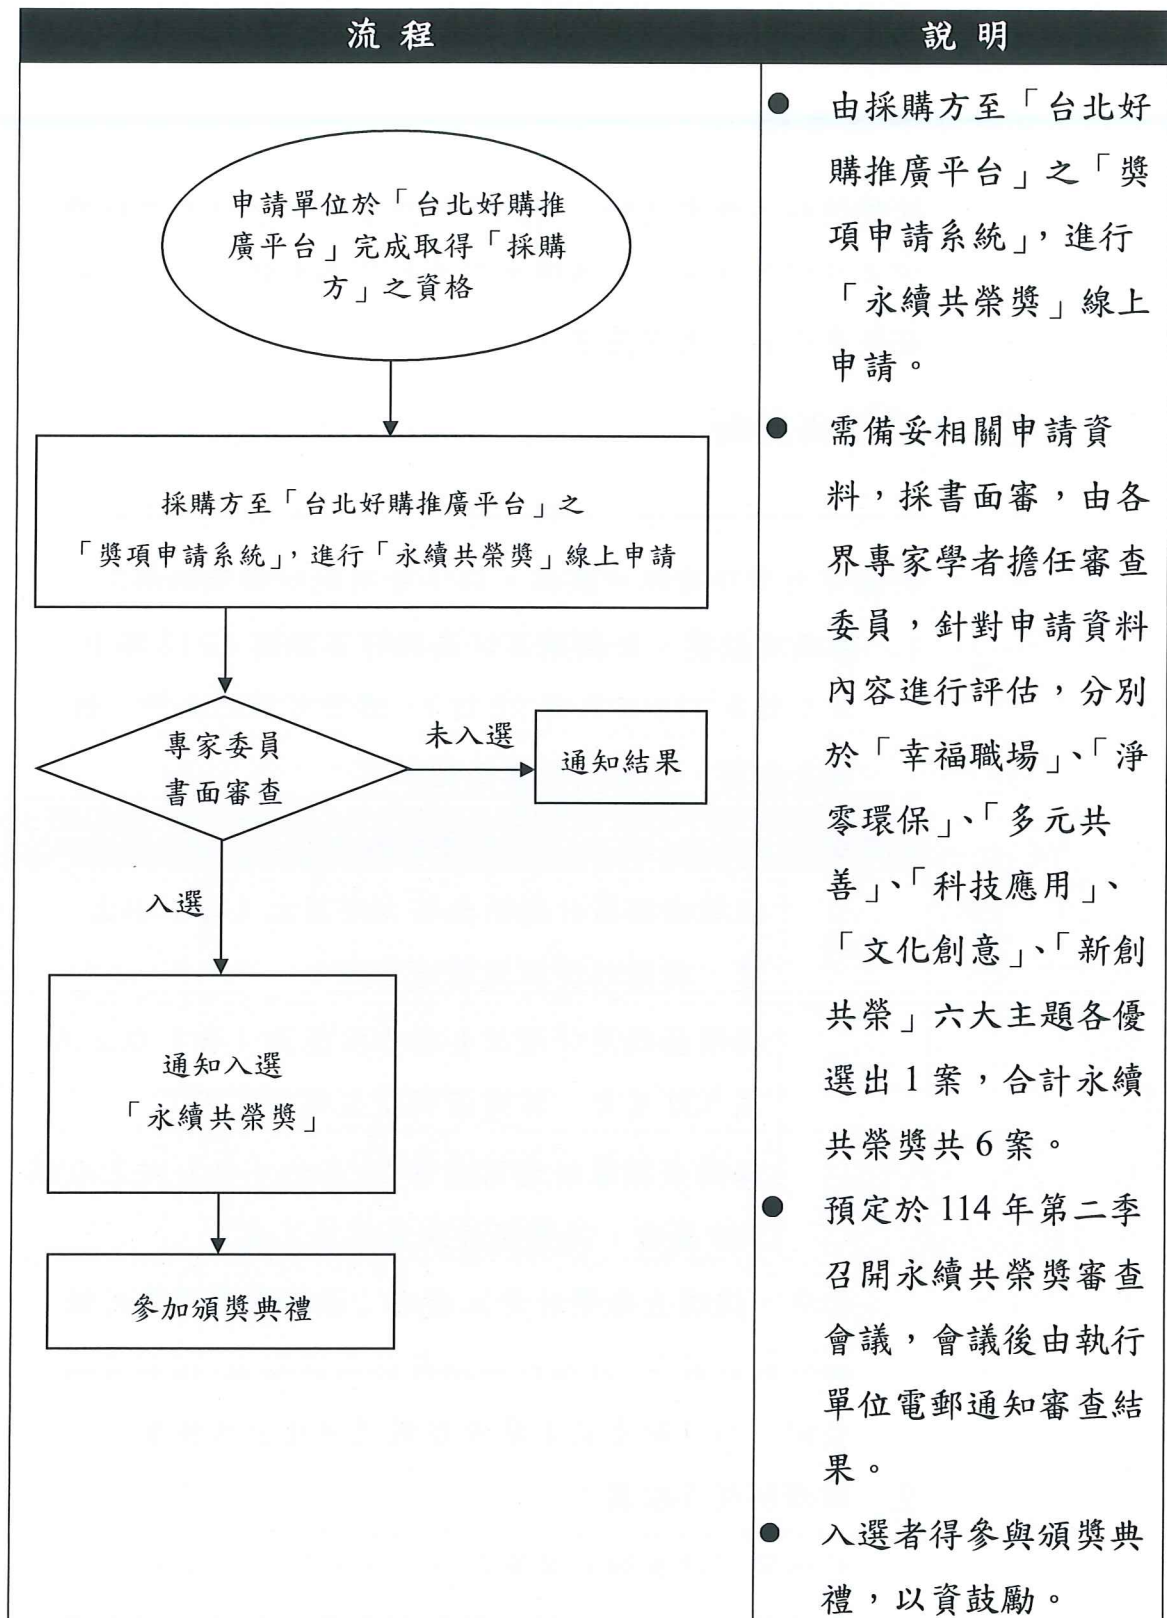 流程
說明
申請單位於「台北好購推
廣平台」完成取得「採購
方」之資格
採購方至「台北好購推廣平台」之
「獎項申請系統」，進行「永續共榮獎」線上申請
專家委員
書面審查
未入選
通知結果
入選
通知入選
「永續共榮獎」
參加頒獎典禮
● 由採購方至「台北好
購推廣平台」之「獎
項申請系統」，進行
「永續共榮獎」線上
申請。
● 需備妥相關申請資
料，採書面審，由各
界專家學者擔任審查
委員，針對申請資料
內容進行評估，分別
於「幸福職場」、「淨
零環保」、「多元共
善」、「科技應用」、
「文化創意」、「新創
共榮」六大主題各優
選出1案，合計永續
共榮獎共6案。
● 預定於114年第二季
召開永續共榮獎審查
會議，會議後由執行
單位電郵通知審查結
果。
● 入選者得參與頒獎典
禮，以資鼓勵。